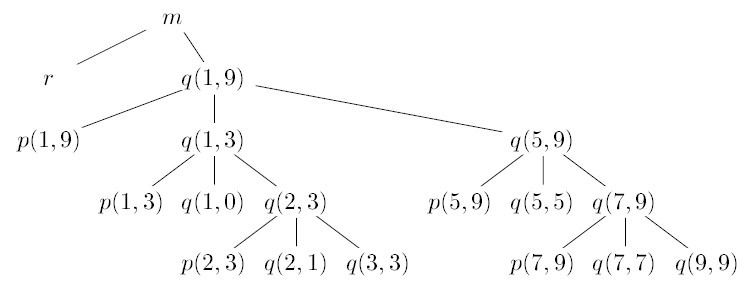 m
r q(1, 9)
p(1, 9) q(1, 3) q(5, 9)
p(1, 3) q(1, 0) q(2, 3) p(5, 9) q(5, 5) q(7, 9)
p(2, 3) q(2, 1) q(3, 3) p(7, 9) q(7, 7) q(9, 9)